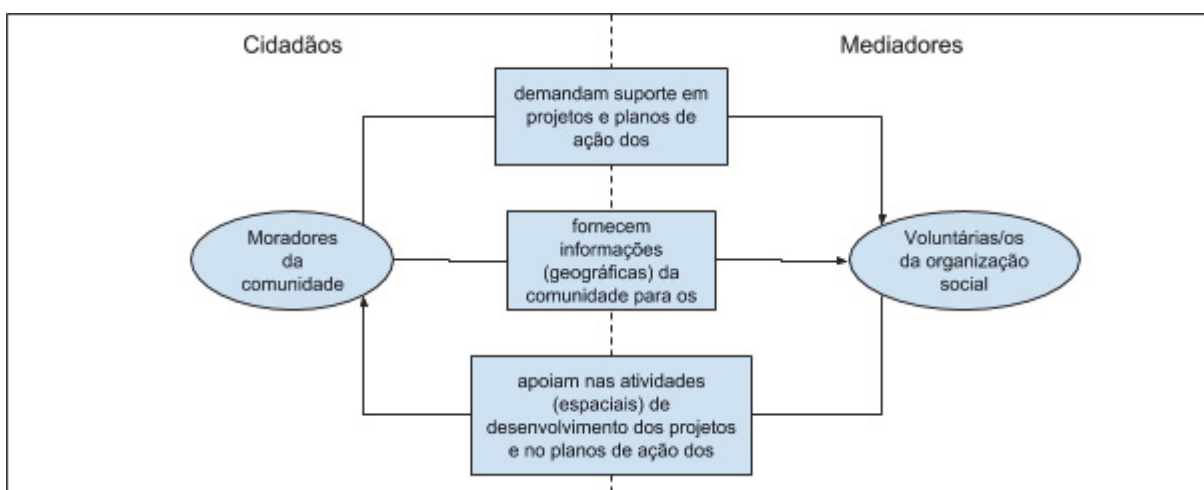 Cidadãos
Mediadores
demandam suporte em
projetos e planos de
ação dos
Moradores
da
comunidade
fornecem
informações
(geográficas) da
comunidade para os
Voluntárias/os
da organização
social
apoiam nas atividades
(espaciais) de
desenvolvimento dos projetos
e no planos de ação dos